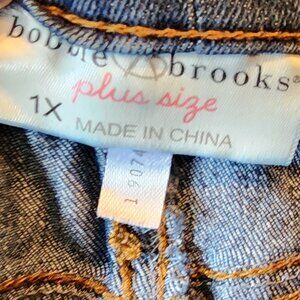 bobbie brooks
plus size
1X
MADE IN CHINA